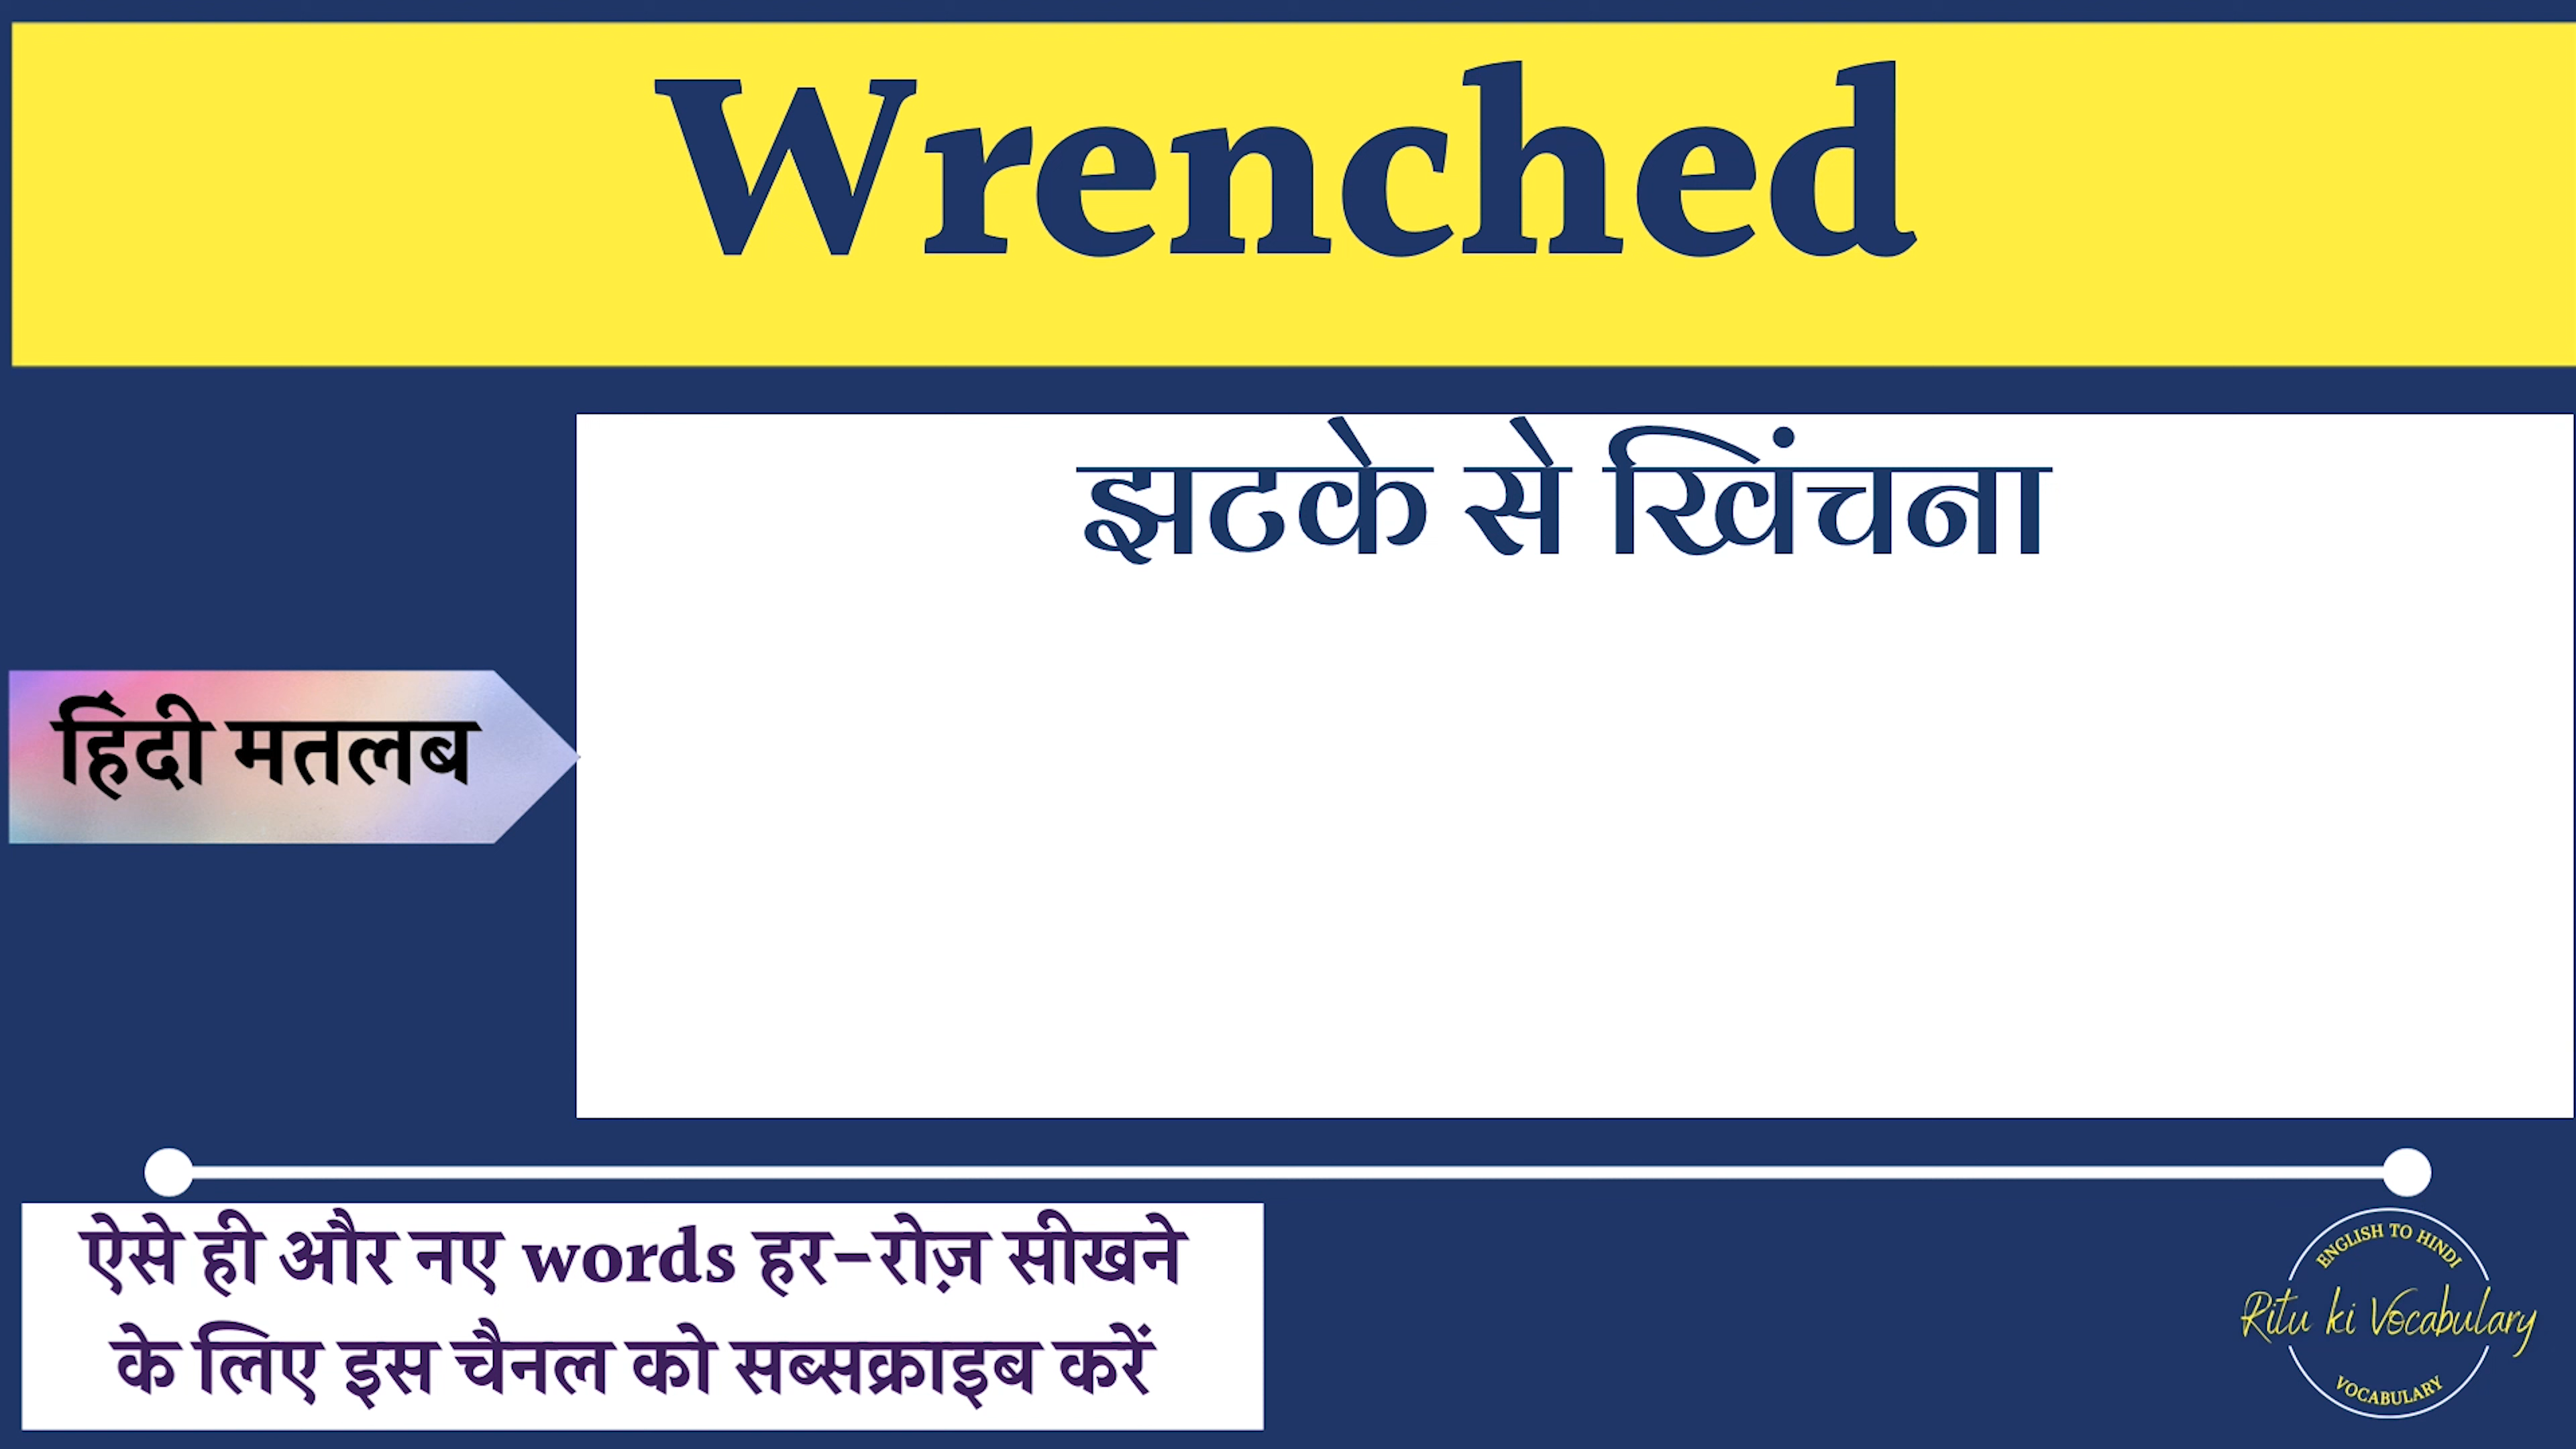 Wrenched
झटके से खिंचना
हिंदी मतलब
ऐसे ही और नए words हर-रोज़ सीखने
के लिए इस चैनल को सब्सक्राइब करें
ENGLISH TO HINDI
Ritu ki Vocabulary
VOCABULARY